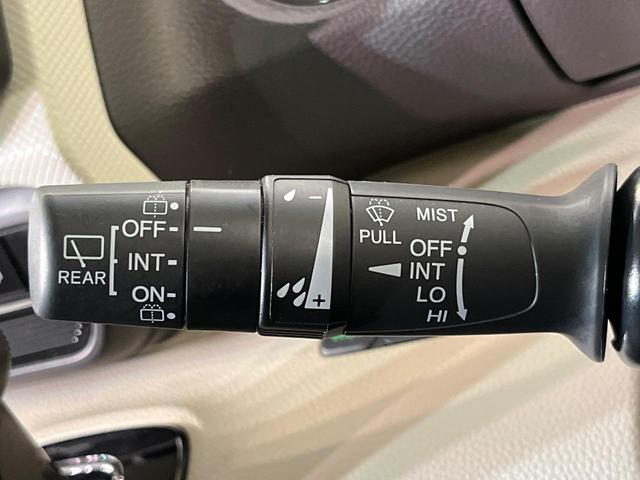 OFF
REAR
INT
ON
−
+
PULL
MIST
OFF
INT
LO
HI